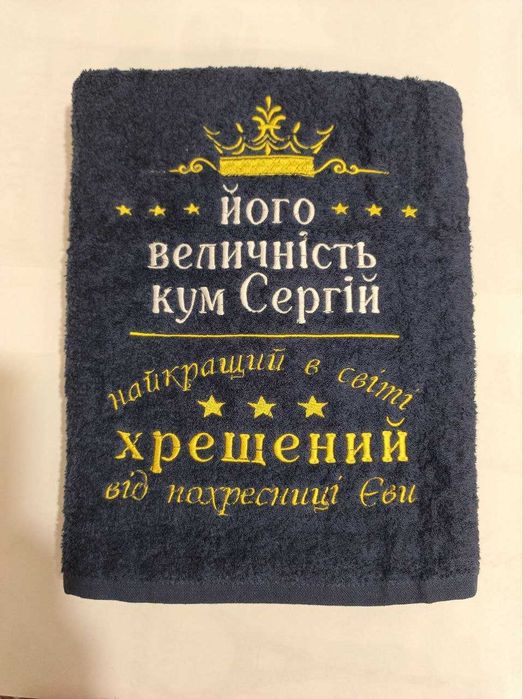 його
величність
кум Сергій
найкращий в світі
хрещений
від похресниці Єви